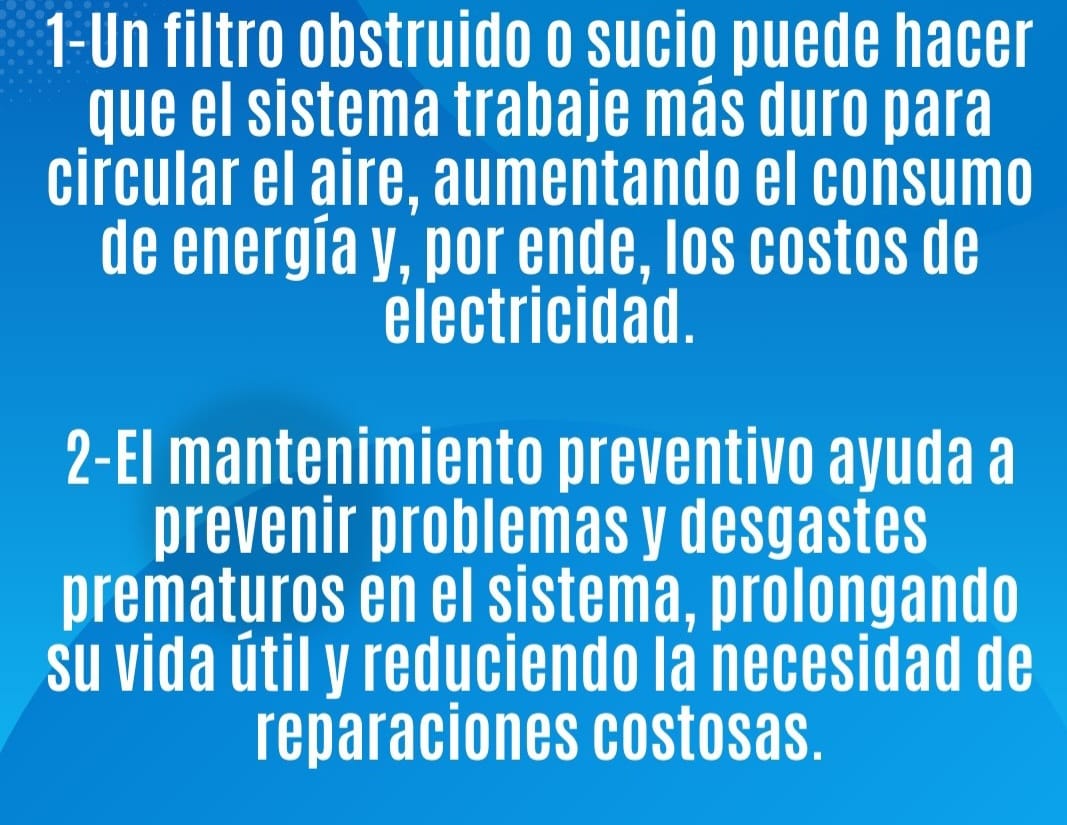 1-Un filtro obstruido o sucio puede hacer
que el sistema trabaje más duro para
circular el aire, aumentando el consumo
de energía y, por ende, los costos de
electricidad.
2-El mantenimiento preventivo ayuda a
prevenir problemas y desgastes
prematuros en el sistema, prolongando
su vida útil y reduciendo la necesidad de
reparaciones costosas.